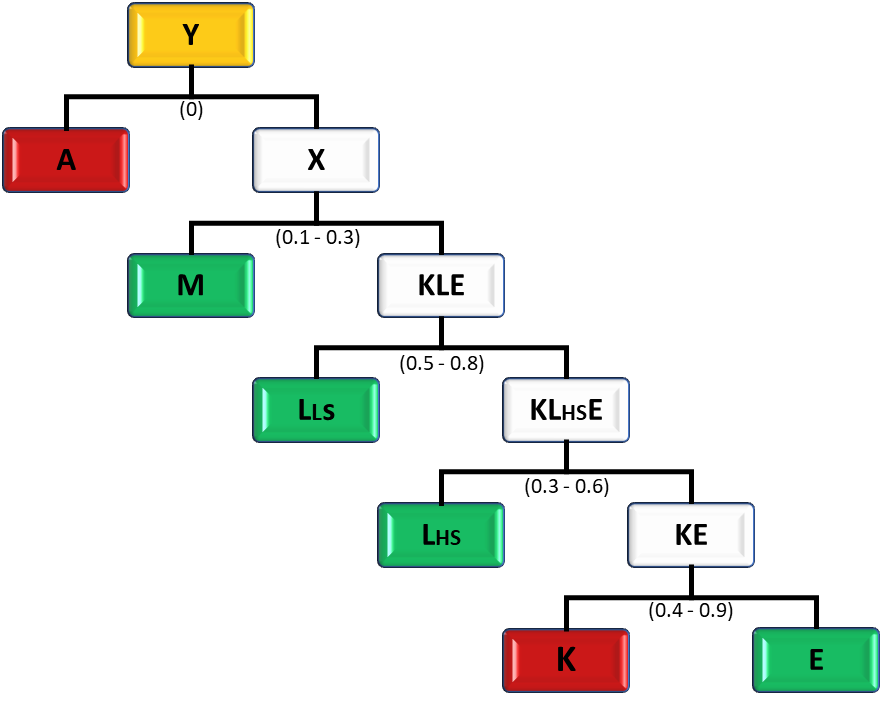 Y
(0)
A
X
(0.1 - 0.3)
M
KLE
(0.5 - 0.8)
LLS
KLHSE
(0.3 - 0.6)
LHS
KE
(0.4 - 0.9)
K
E